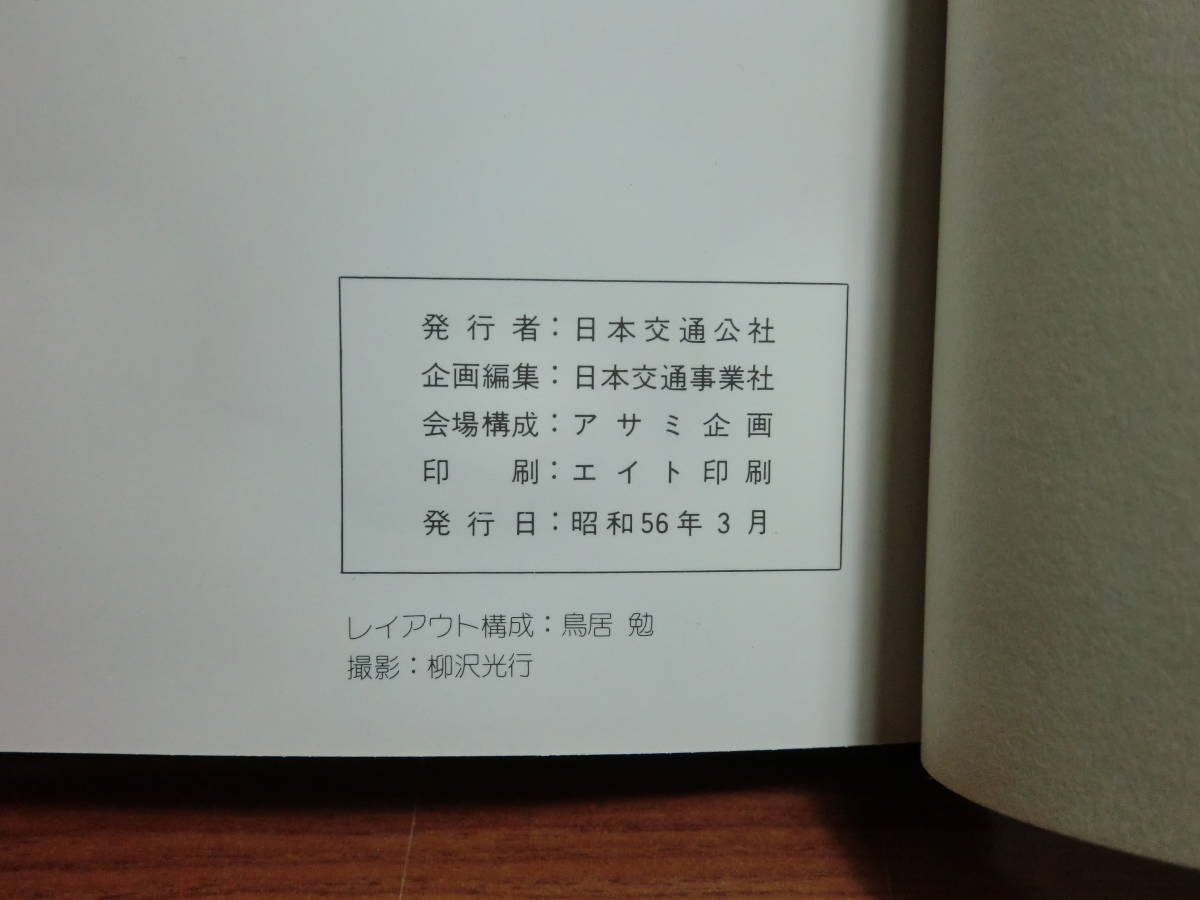 発行者：日本交通公社
企画編集：日本交通事業社
会場構成：アサミ企画
印刷：エイト印刷
発行日：昭和56年3月
レイアウト構成：鳥居 勉
撮影：柳沢光行